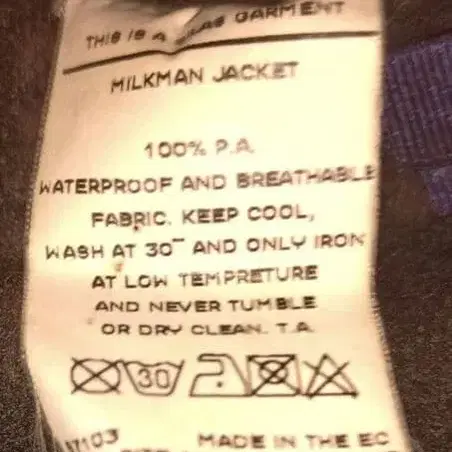 THIS IS A GARMENT
MILKMAN JACKET
100% P.A.
WATERPROOF AND BREATHABLE
FABRIC. KEEP COOL,
WASH AT 30¯ AND ONLY IRON
AT LOW TEMPRETURE
AND NEVER TUMBLE
OR DRY CLEAN. T.A.
30
MADE IN THE EC